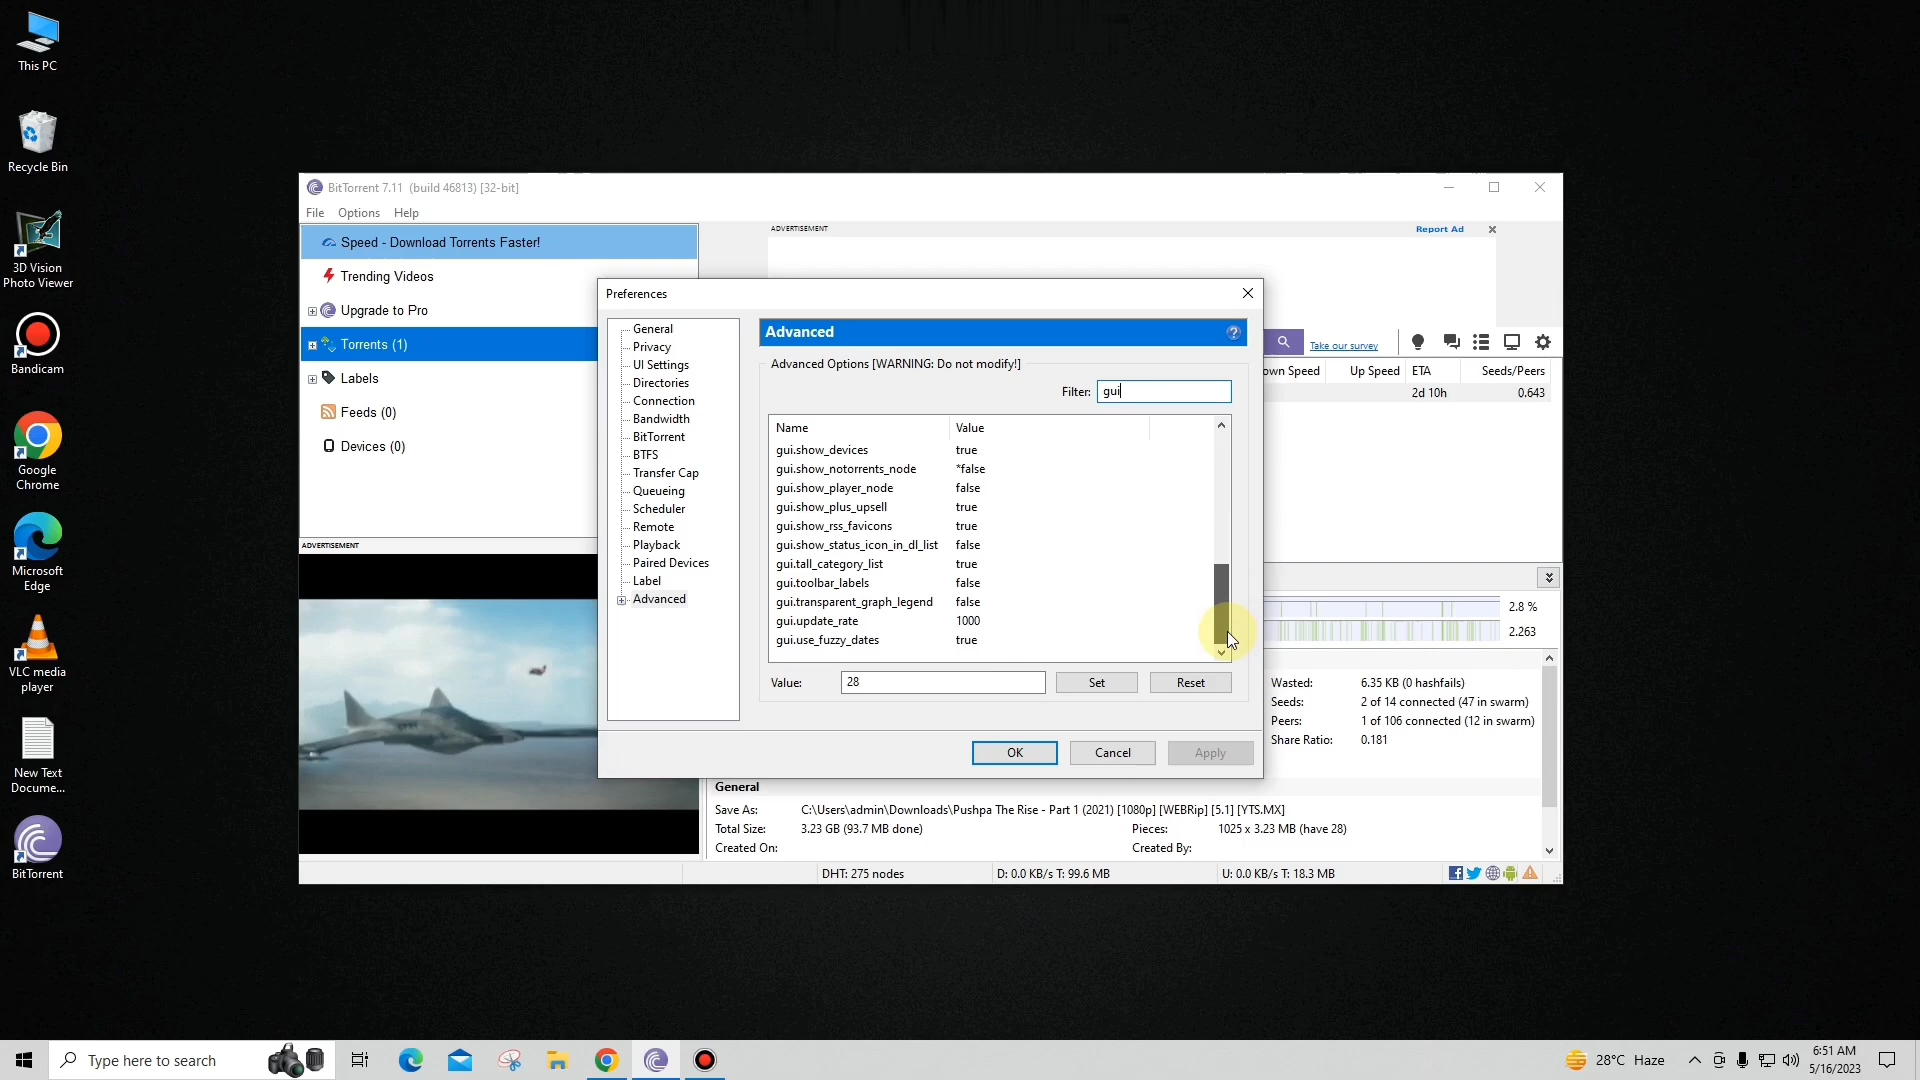 This PC
Recycle Bin
3D Vision
Photo Viewer
Bandicam
Google
Chrome
Microsoft
Edge
VLC media
player
New Text
Docume...
BitTorrent
BitTorrent 7.11 (build 46813) [32-bit]
File Options Help
Speed - Download Torrents Faster!
Trending Videos
Upgrade to Pro
Torrents (1)
Labels
Feeds (0)
Devices (0)
ADVERTISEMENT
ADVERTISEMENT
Report Ad
Take our survey
own Speed Up Speed ETA Seeds/Peers
2d 10h 0.643
Preferences
General
Privacy
UI Settings
Directories
Connection
Bandwidth
BitTorrent
BTFS
Transfer Cap
Queueing
Scheduler
Remote
Playback
Paired Devices
Label
Advanced
Advanced
Advanced Options [WARNING: Do not modify!]
Filter: gui
Name Value
gui.show_devices true
gui.show_notorrents_node *false
gui.show_player_node false
gui.show_plus_upsell true
gui.show_rss_favicons true
gui.show_status_icon_in_dl_list false
gui.tall_category_list true
gui.toolbar_labels false
gui.transparent_graph_legend false
gui.update_rate 1000
gui.use_fuzzy_dates true
Value: 28 Set Reset
OK Cancel Apply
2.8 %
2.263
Wasted: 6.35 KB (0 hashfails)
Seeds: 2 of 14 connected (47 in swarm)
Peers: 1 of 106 connected (12 in swarm)
Share Ratio: 0.181
General
Save As: C:\Users\admin\Downloads\Pushpa The Rise - Part 1 (2021) [1080p] [WEBRip] [5.1] [YTS.MX]
Total Size: 3.23 GB (93.7 MB done) Pieces: 1025 x 3.23 MB (have 28)
Created On: Created By:
DHT: 275 nodes D: 0.0 KB/s T: 99.6 MB U: 0.0 KB/s T: 18.3 MB
Type here to search
28°C Haze
6:51 AM
5/16/2023